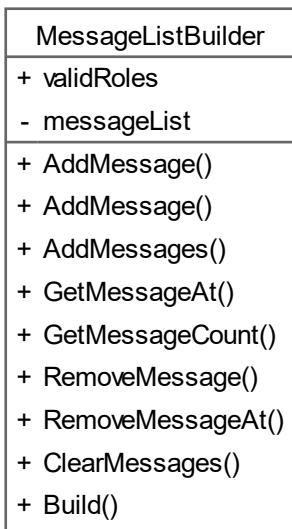 MessageListBuilder
+ validRoles
- messageList
+ AddMessage()
+ AddMessage()
+ AddMessages()
+ GetMessageAt()
+ GetMessageCount()
+ RemoveMessage()
+ RemoveMessageAt()
+ ClearMessages()
+ Build()